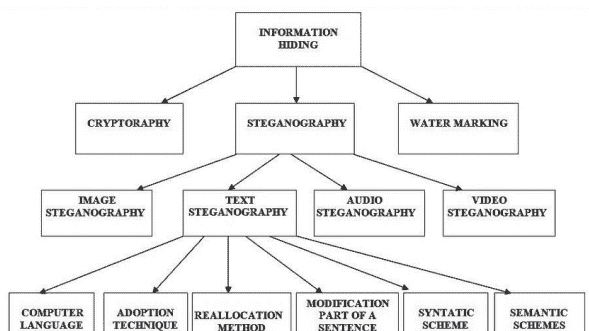 INFORMATION
HIDING
CRYPTORAPHY
STEGANOGRAPHY
WATER MARKING
IMAGE
STEGANOGRAPHY
TEXT
STEGANOGRAPHY
AUDIO
STEGANOGRAPHY
VIDEO
STEGANOGRAPHY
COMPUTER
LANGUAGE
ADOPTION
TECHNIQUE
REALLOCATION
METHOD
MODIFICATION
PART OF A
SENTENCE
SYNTATIC
SCHEME
SEMANTIC
SCHEMES